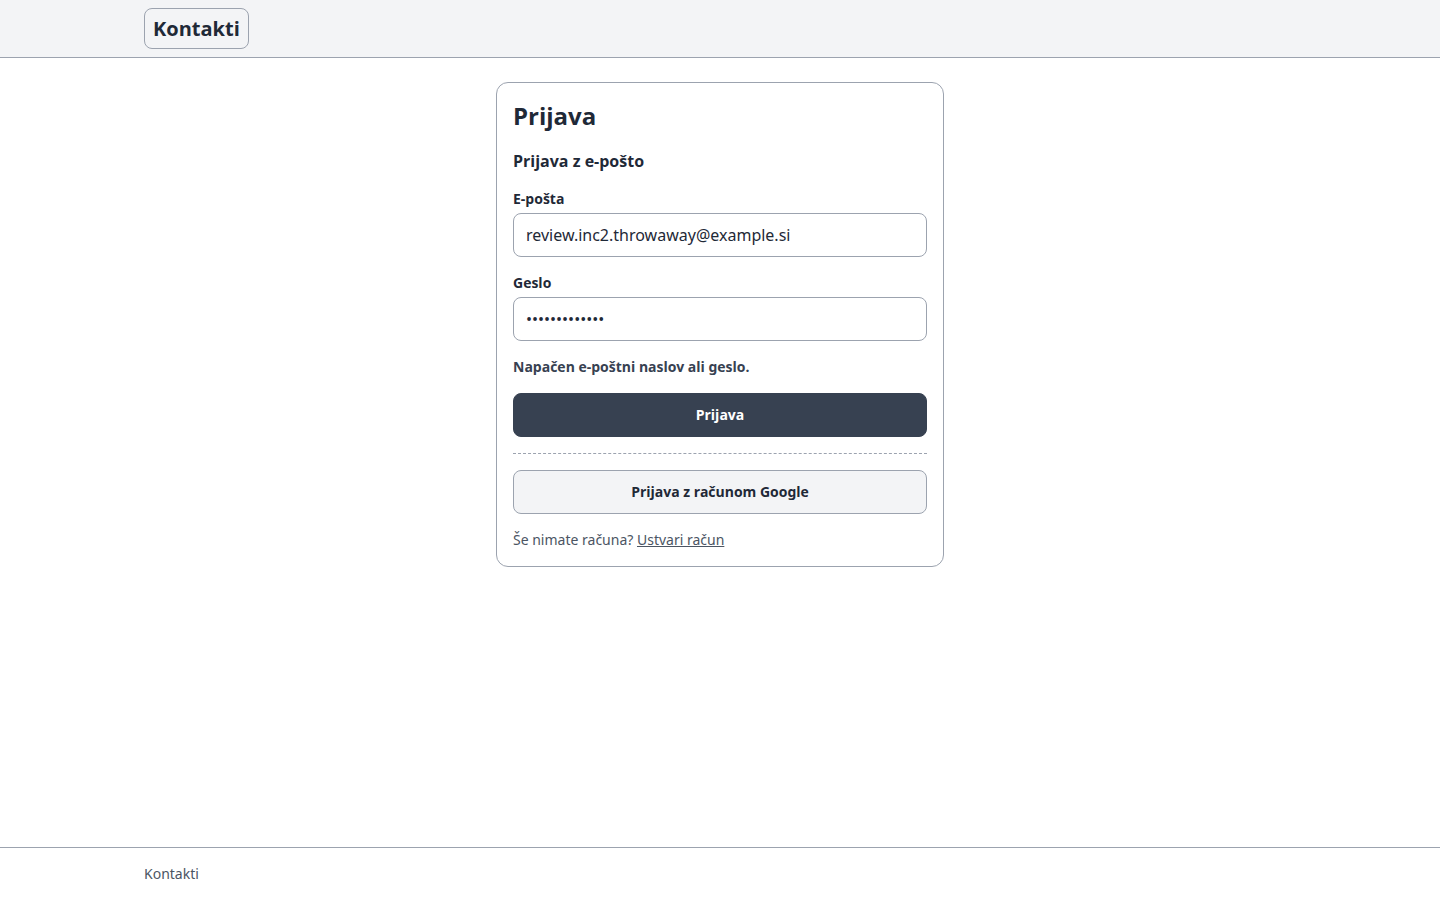 Kontakti
Prijava
Prijava z e-pošto
E-pošta
review.inc2.throwaway@example.si
Geslo
•••••••••••••
Napačen e-poštni naslov ali geslo.
Prijava
Prijava z računom Google
Še nimate računa? Ustvari račun
Kontakti